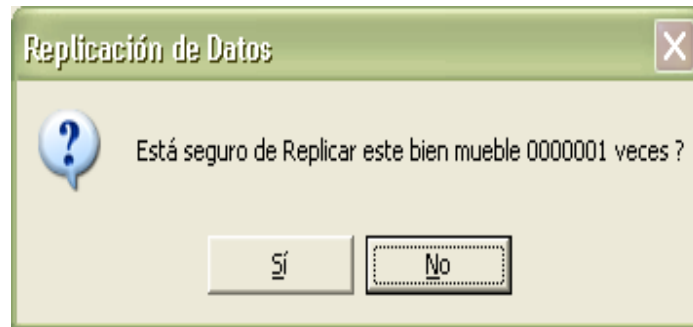 Replicación de Datos
Está seguro de Replicar este bien mueble 0000001 veces ?
Sí
No